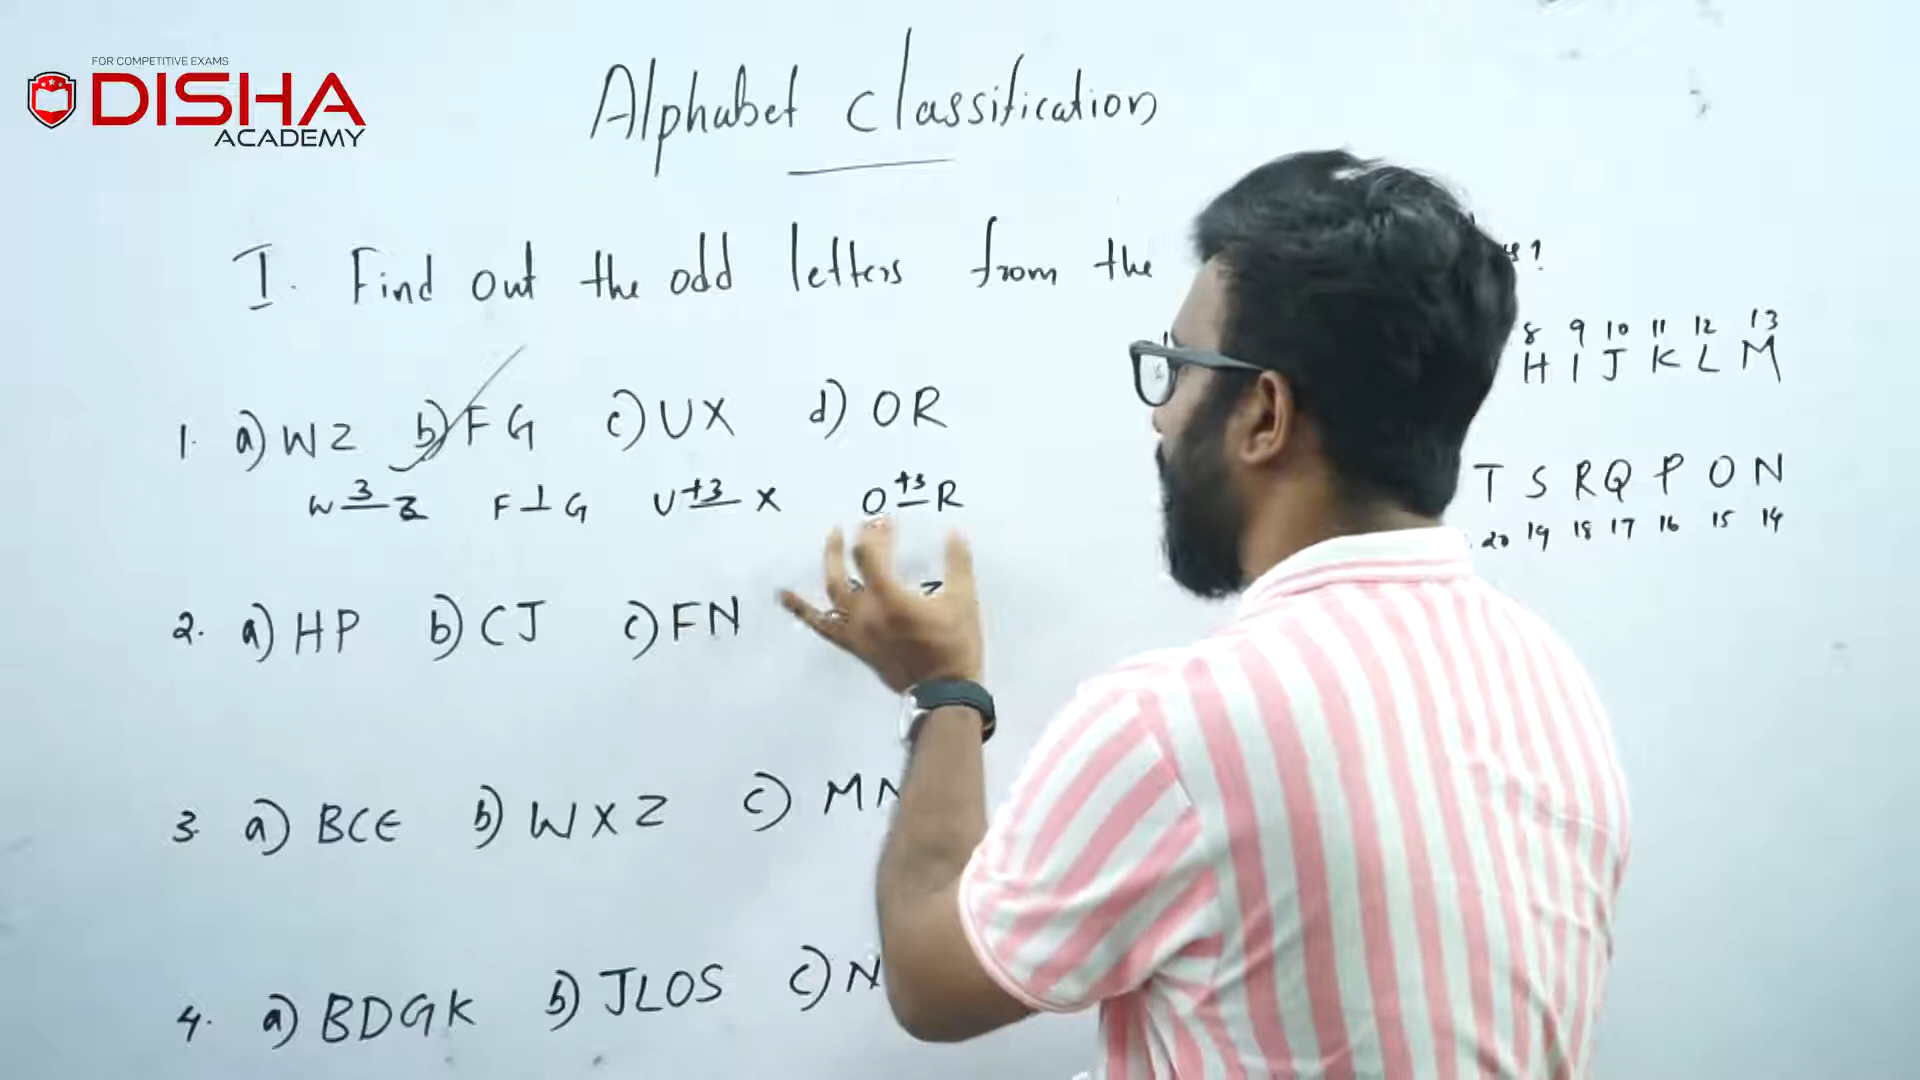 FOR COMPETITIVE EXAMS
DISHA
ACADEMY
Alphabet classification
I. Find out the odd letters from the
8 9 10 11 12 13
H I J K L M
1. a) WZ b) FG c) UX d) OR
W 3 Z F 1 G U +3 X O +3 R
T S R Q P O N
20 19 18 17 16 15 14
2. a) HP b) CJ c) FN
3. a) BCE b) WXZ c) MN
4. a) BDGK b) JLOS c) N